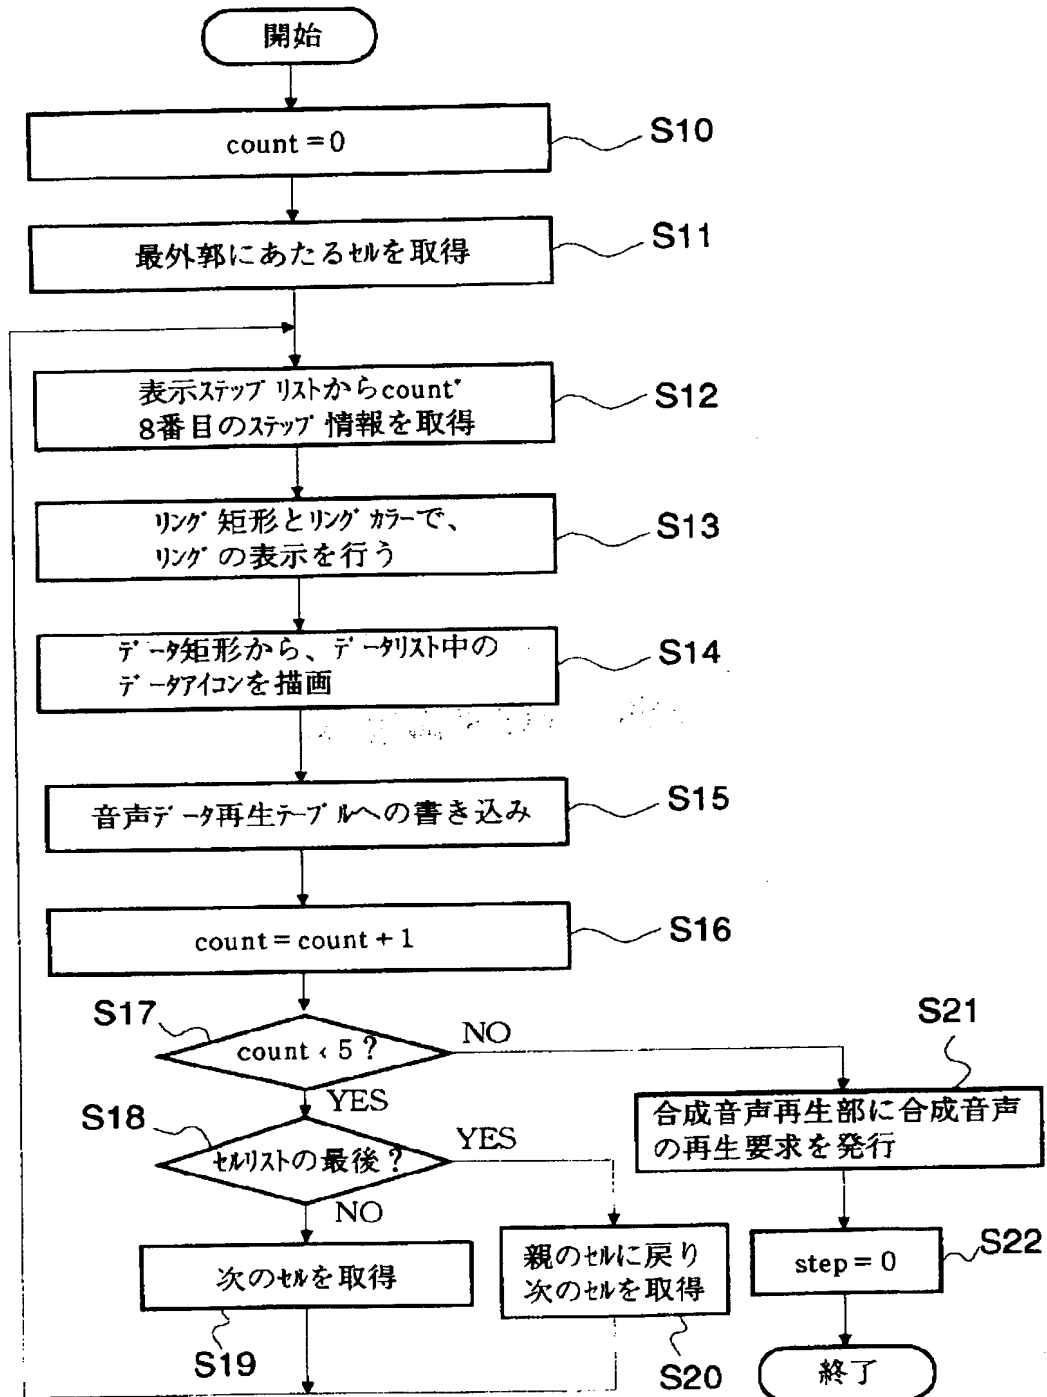 開始
count = 0
S10
最外郭にあたるセルを取得
S11
表示ステップリストからcount*
8番目のステップ情報を取得
S12
リング矩形とリングカラーで、
リングの表示を行う
S13
データ矩形から、データリスト中の
データアイコンを描画
S14
音声データ再生テーブルへの書き込み
S15
count = count + 1
S16
S17
count < 5 ?
NO
YES
S18
セルリストの最後?
YES
NO
次のセルを取得
S19
親のセルに戻り
次のセルを取得
S20
S21
合成音声再生部に合成音声
の再生要求を発行
step = 0
S22
終了